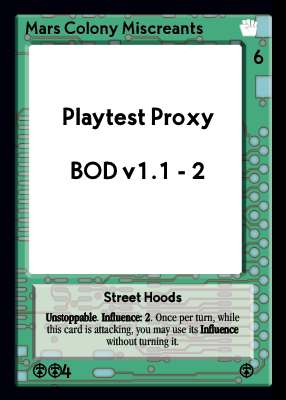 Mars Colony Miscreants
6
Playtest Proxy
BOD v1.1 - 2
Street Hoods
Unstoppable. Influence: 2. Once per turn, while
this card is attacking, you may use its Influence
without turning it.
4